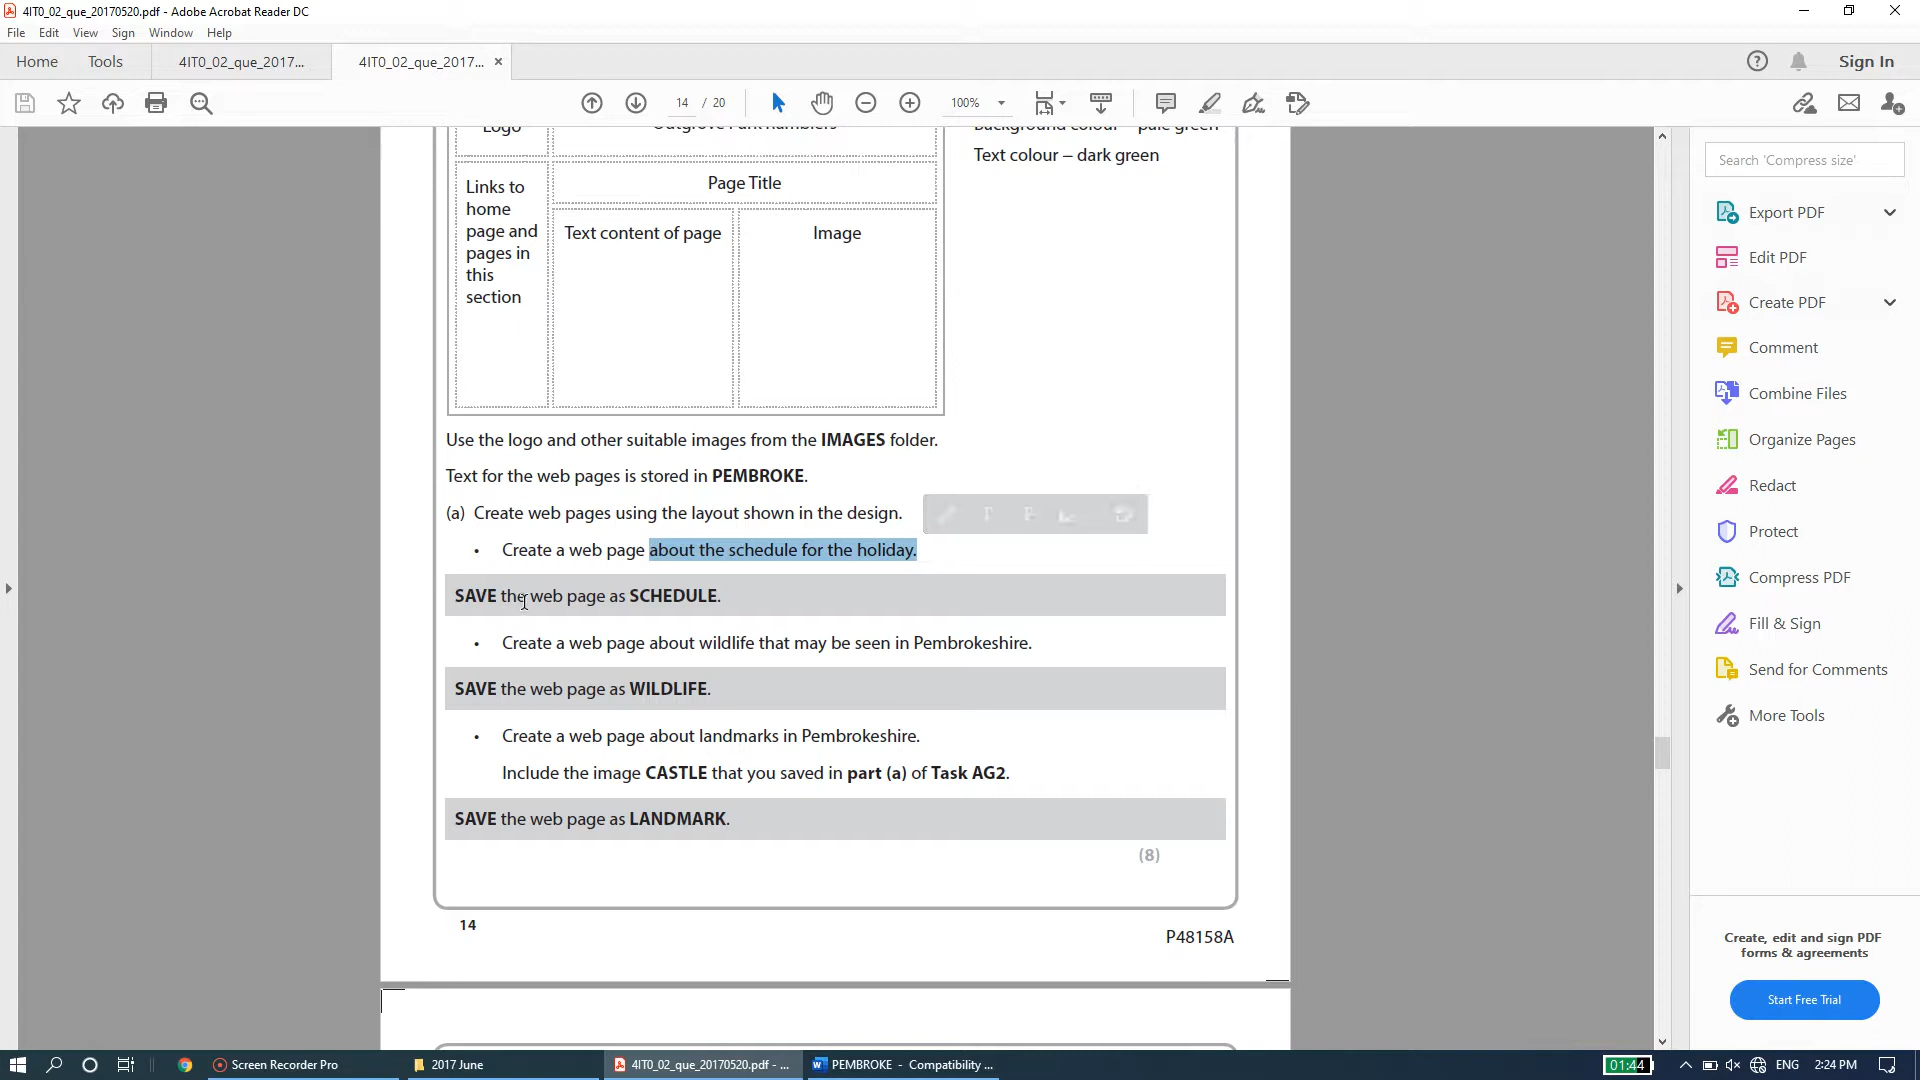 4IT0_02_que_20170520.pdf - Adobe Acrobat Reader DC
File Edit View Sign Window Help
Home Tools 4IT0_02_que_2017... 4IT0_02_que_2017... Sign In
14 / 20 100%
Logo Outgrove Park Ramblers Background colour – pale green
Text colour – dark green
Page Title
Links to
home
page and
pages in
this
section
Text content of page Image
Use the logo and other suitable images from the IMAGES folder.
Text for the web pages is stored in PEMBROKE.
(a) Create web pages using the layout shown in the design.
• Create a web page about the schedule for the holiday.
SAVE the web page as SCHEDULE.
• Create a web page about wildlife that may be seen in Pembrokeshire.
SAVE the web page as WILDLIFE.
• Create a web page about landmarks in Pembrokeshire.
Include the image CASTLE that you saved in part (a) of Task AG2.
SAVE the web page as LANDMARK.
(8)
14
P48158A
Search 'Compress size'
Export PDF
Edit PDF
Create PDF
Comment
Combine Files
Organize Pages
Redact
Protect
Compress PDF
Fill & Sign
Send for Comments
More Tools
Create, edit and sign PDF
forms & agreements
Start Free Trial
Screen Recorder Pro 2017 June 4IT0_02_que_20170520.pdf - ... PEMBROKE - Compatibility ... 01:44 ENG 2:24 PM